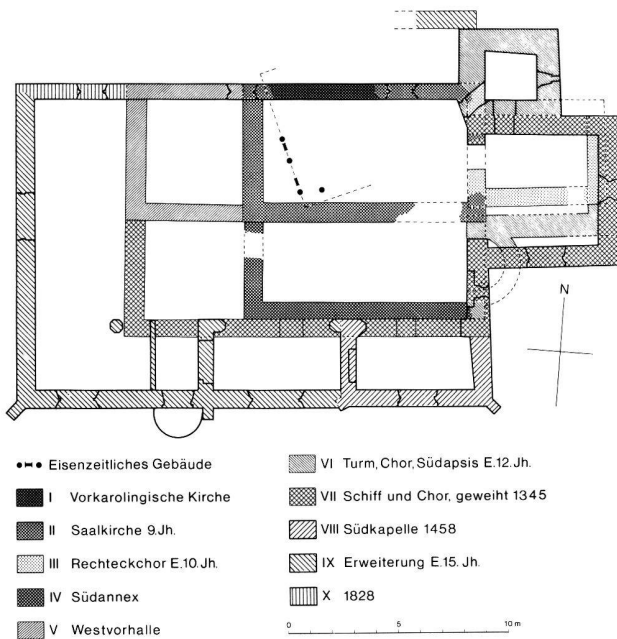 N
Eisenzeitliches Gebäude
I Vorkarolingische Kirche
II Saalkirche 9.Jh.
III Rechteckchor E.10.Jh.
IV Südannex
V Westvorhalle
VI Turm, Chor, Südapsis E.12.Jh.
VII Schiff und Chor, geweiht 1345
VIII Südkapelle 1458
IX Erweiterung E.15.Jh.
X 1828
0 5 10 m